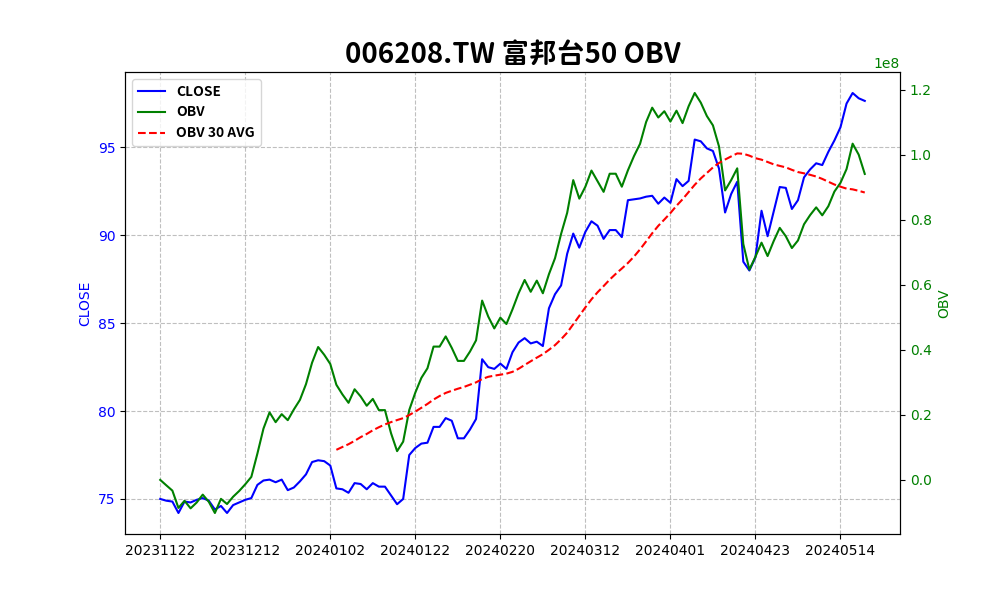 006208.TW 富邦台50 OBV
1e8
CLOSE
OBV
OBV 30 AVG
CLOSE
95
90
85
80
75
1.2
1.0
0.8
0.6
0.4
0.2
0.0
OBV
20231122 20231212 20240102 20240122 20240220 20240312 20240401 20240423 20240514